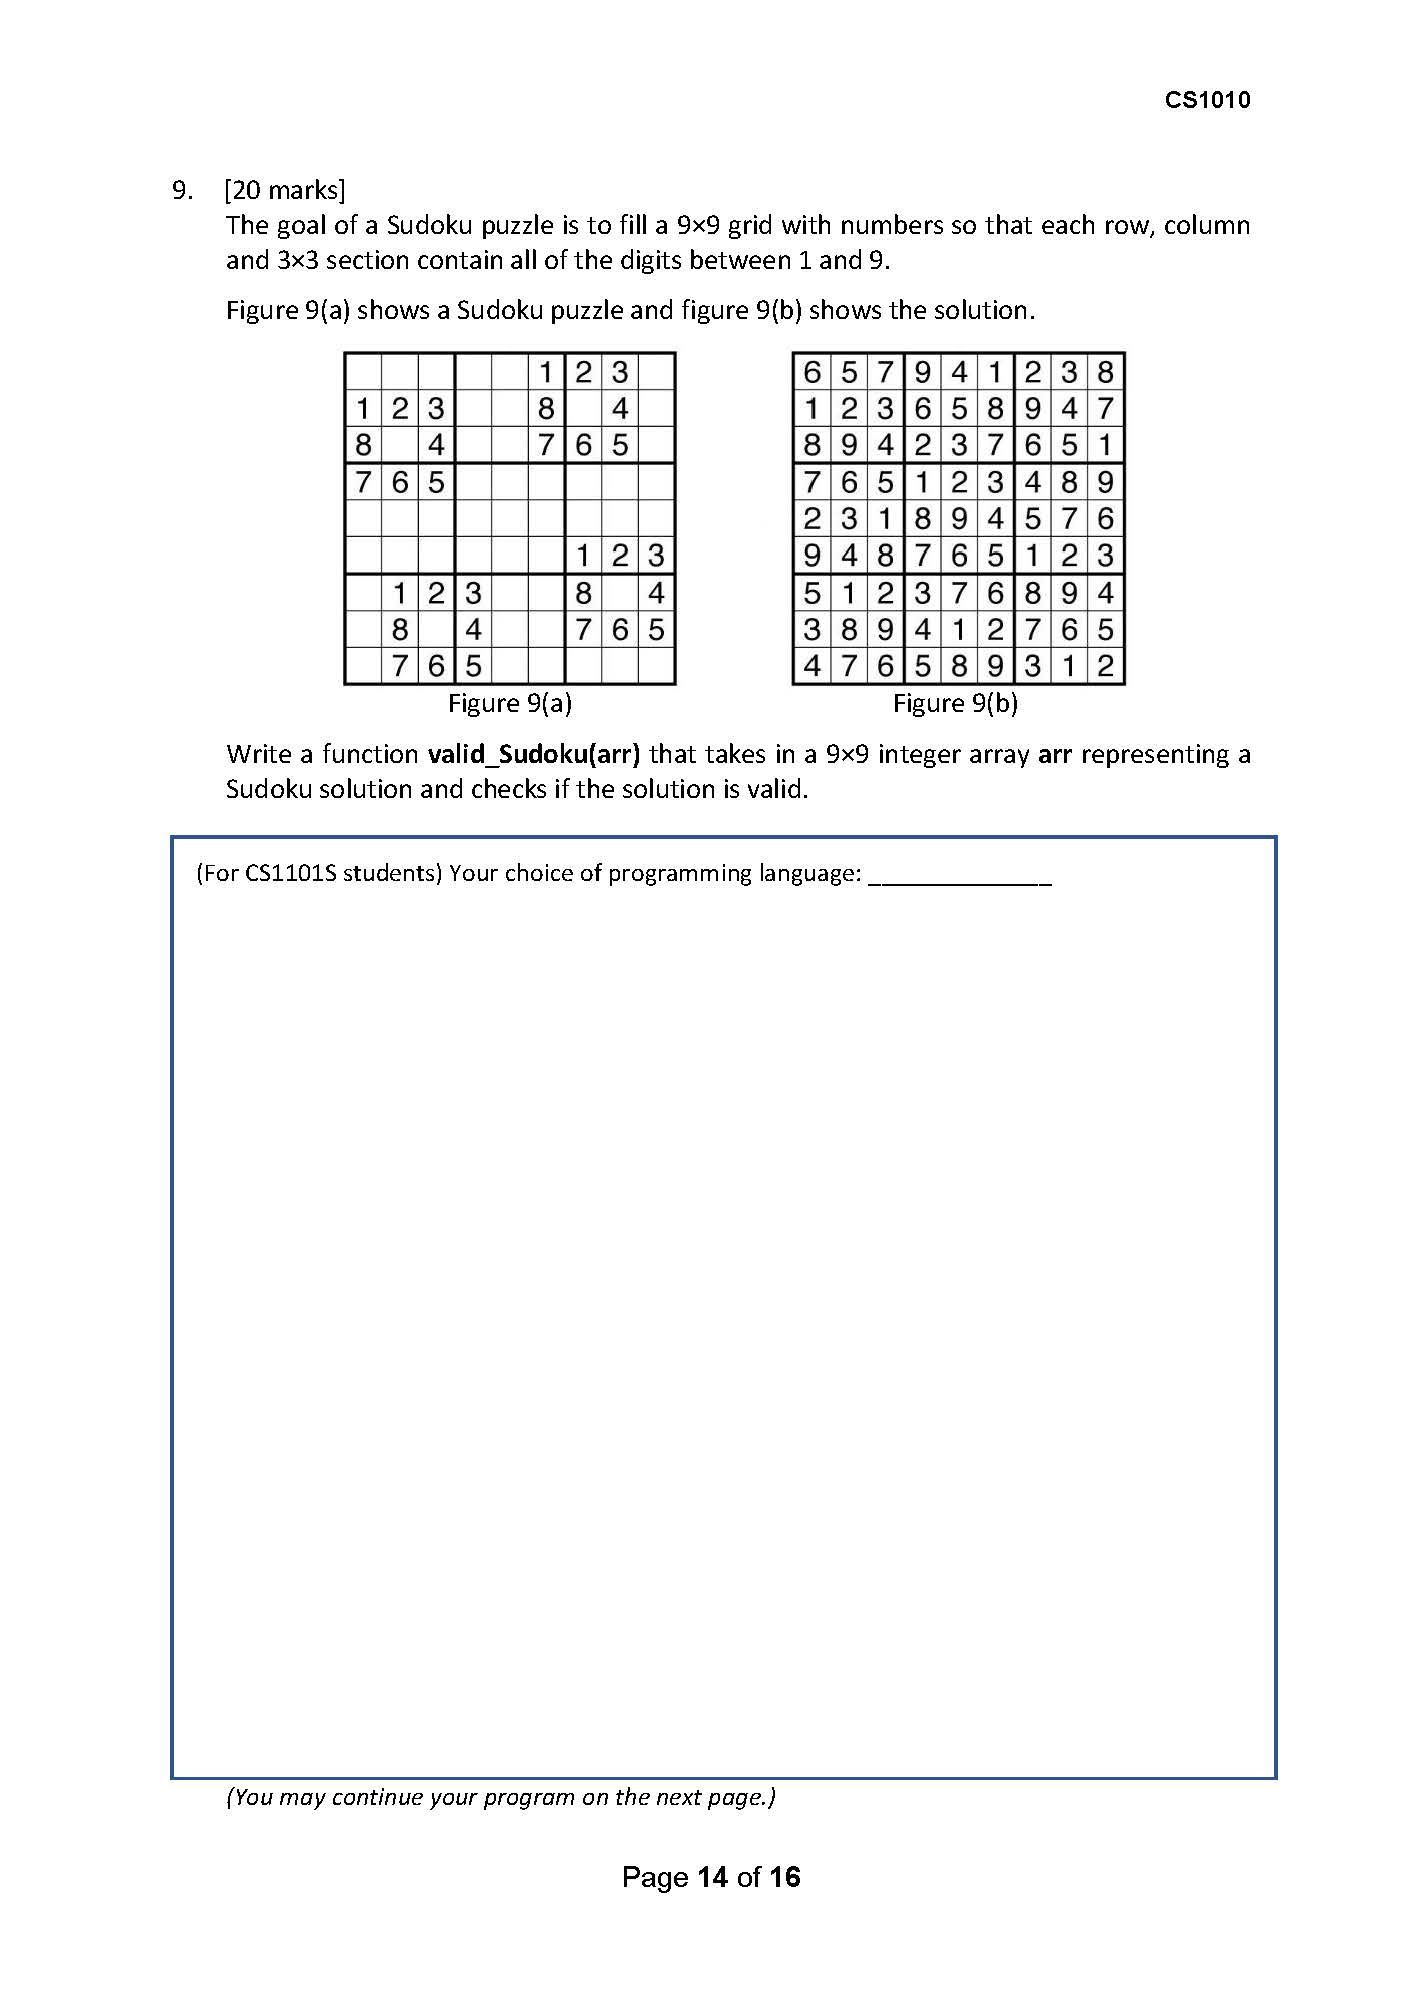 CS1010
9. [20 marks]
The goal of a Sudoku puzzle is to fill a 9×9 grid with numbers so that each row, column
and 3×3 section contain all of the digits between 1 and 9.
Figure 9(a) shows a Sudoku puzzle and figure 9(b) shows the solution.
1 2 3
1 2 3 8 4
8 4 7 6 5
7 6 5
1 2 3
1 2 3 8 4
8 4 7 6 5
7 6 5
Figure 9(a)
6 5 7 9 4 1 2 3 8
1 2 3 6 5 8 9 4 7
8 9 4 2 3 7 6 5 1
7 6 5 1 2 3 4 8 9
2 3 1 8 9 4 5 7 6
9 4 8 7 6 5 1 2 3
5 1 2 3 7 6 8 9 4
3 8 9 4 1 2 7 6 5
4 7 6 5 8 9 3 1 2
Figure 9(b)
Write a function valid_Sudoku(arr) that takes in a 9×9 integer array arr representing a
Sudoku solution and checks if the solution is valid.
(For CS1101S students) Your choice of programming language: _______________
(You may continue your program on the next page.)
Page 14 of 16